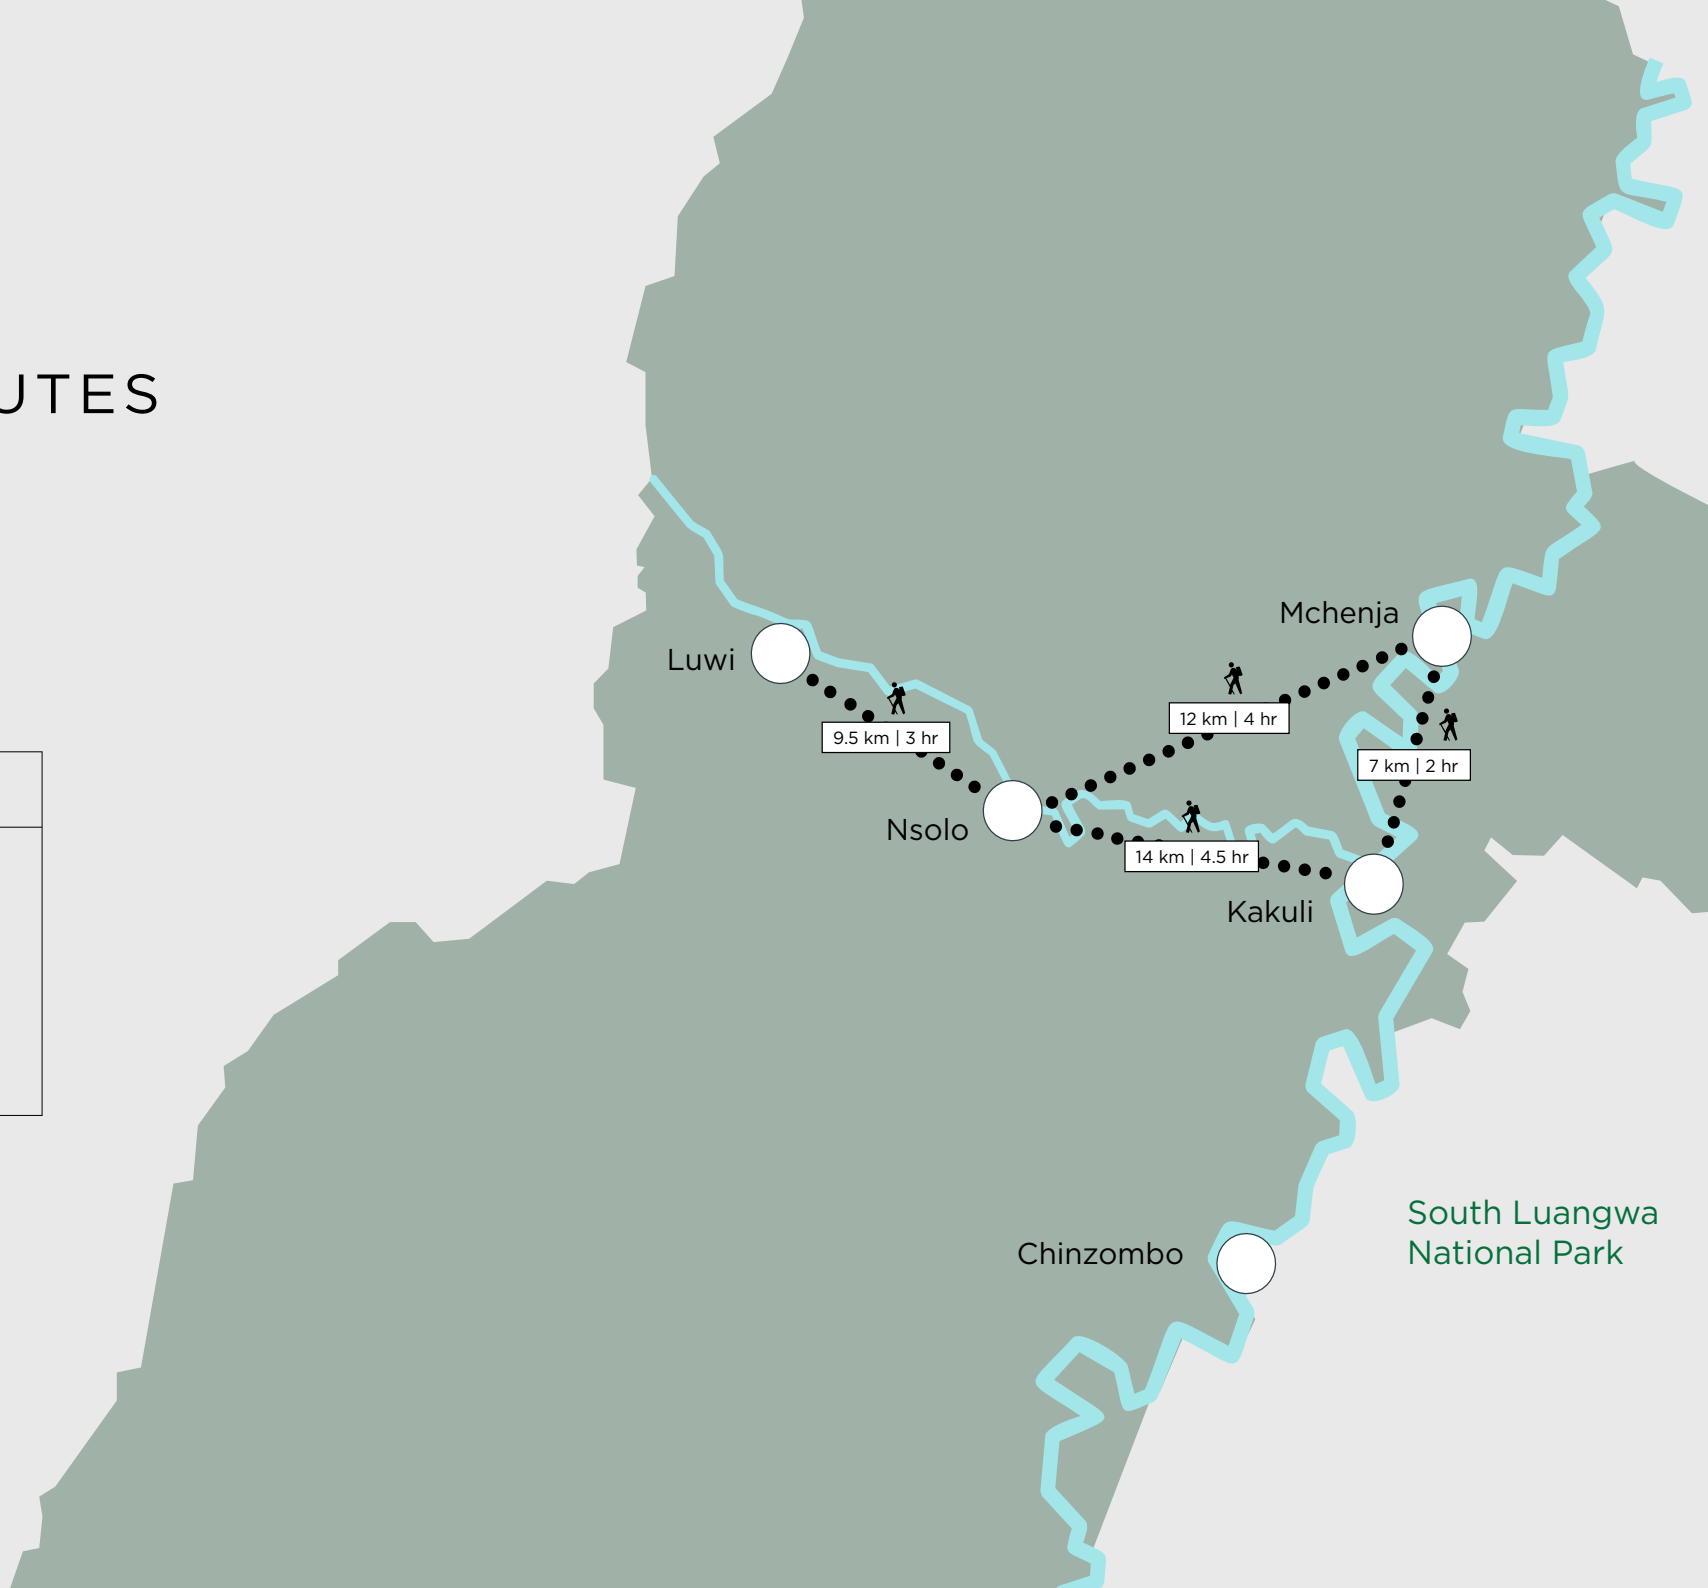 UTES
Mchenja
Luwi
12 km | 4 hr
9.5 km | 3 hr
7 km | 2 hr
Nsolo
14 km | 4.5 hr
Kakuli
South Luangwa
National Park
Chinzombo